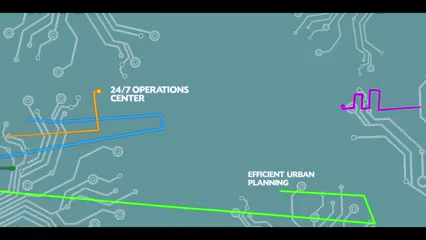 24/7 OPERATIONS
CENTER
EFFICIENT URBAN
PLANNING